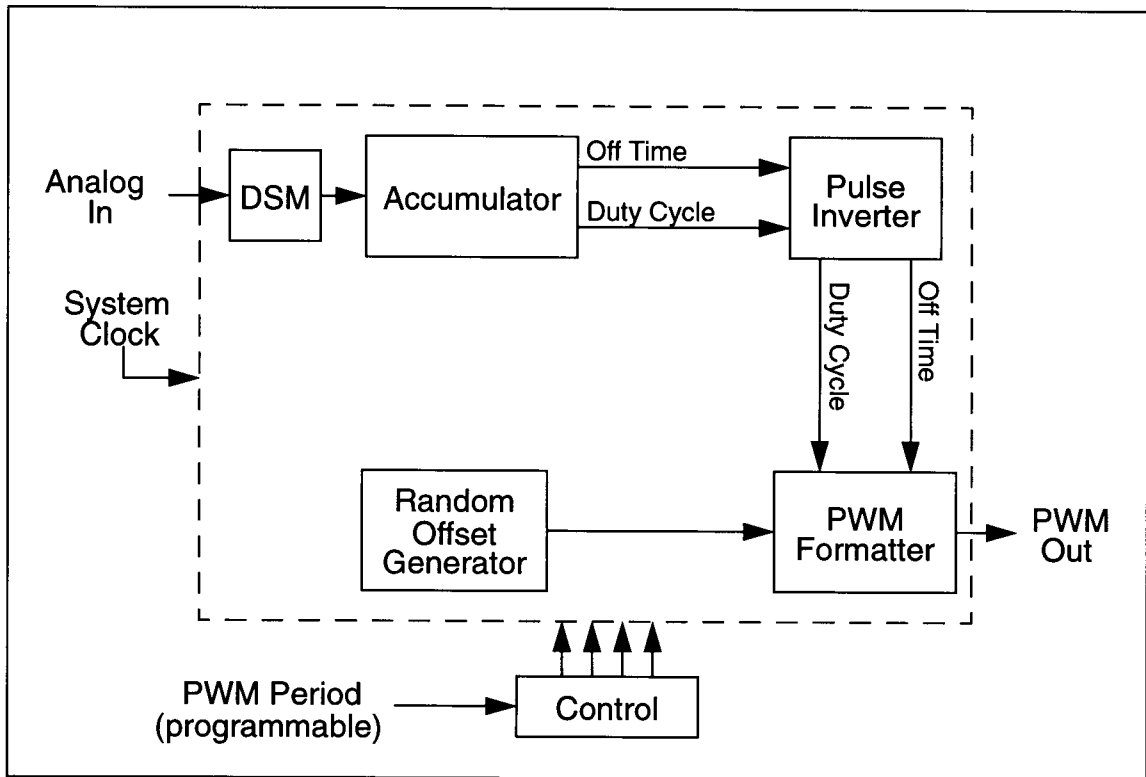 Analog
In
DSM
Accumulator
Off Time
Duty Cycle
Pulse
Inverter
System
Clock
Duty Cycle
Off Time
Random
Offset
Generator
PWM
Formatter
PWM
Out
PWM Period
(programmable)
Control